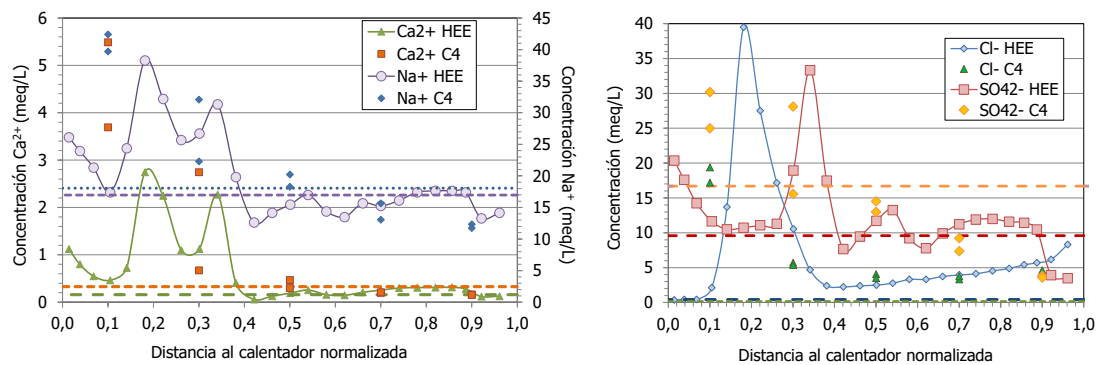 6
5
4
3
2
1
0
Concentración Ca²⁺ (meq/L)
45
40
35
30
25
20
15
10
5
0
Concentración Na⁺ (meq/L)
Ca2+ HEE
Ca2+ C4
Na+ HEE
Na+ C4
0,0 0,1 0,2 0,3 0,4 0,5 0,6 0,7 0,8 0,9 1,0
Distancia al calentador normalizada
40
35
30
25
20
15
10
5
0
Concentración (meq/L)
Cl- HEE
Cl- C4
SO42- HEE
SO42- C4
0,0 0,1 0,2 0,3 0,4 0,5 0,6 0,7 0,8 0,9 1,0
Distancia al calentador normalizada